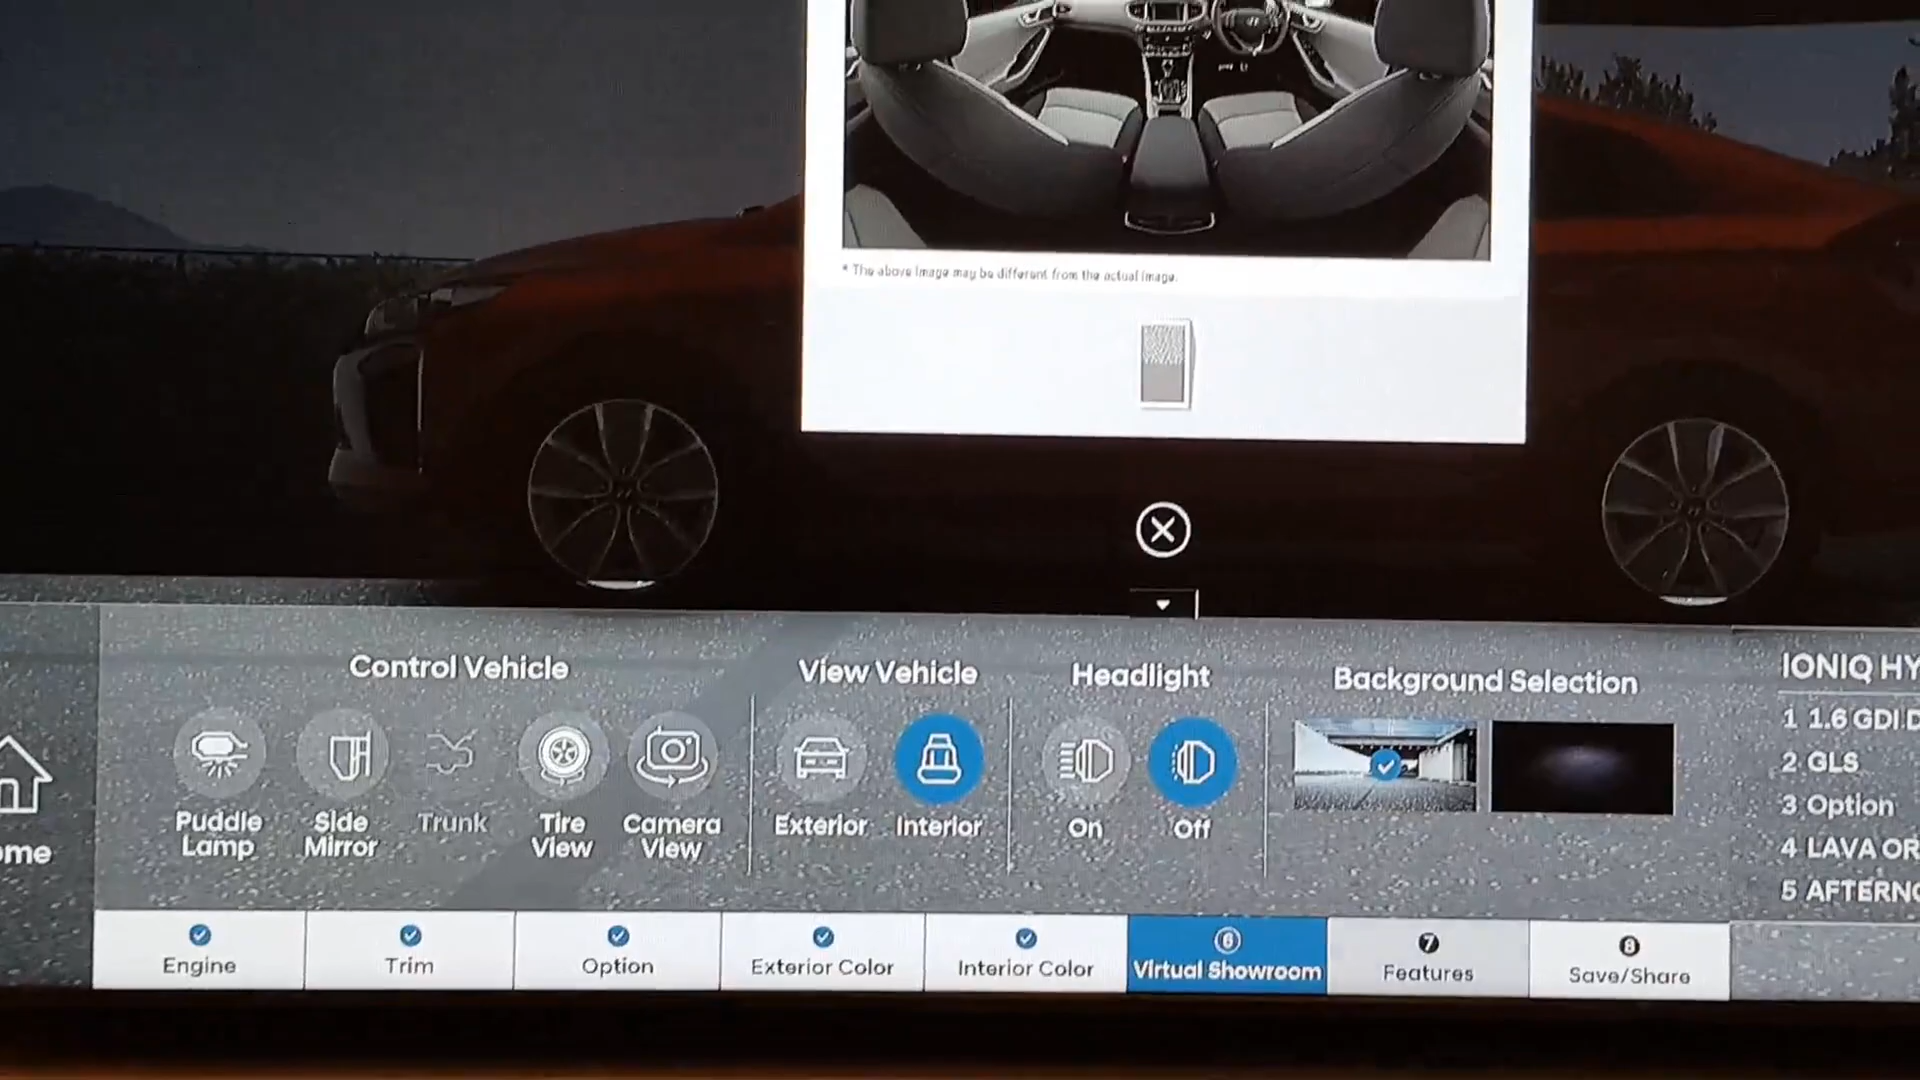 * The above image may be different from the actual image.
Control Vehicle
View Vehicle
Headlight
Background Selection
IONIQ HY
Puddle
Lamp
Side
Mirror
Trunk
Tire
View
Camera
View
Exterior
Interior
On
Off
1 1.6 GDI D
2 GLS
3 Option
4 LAVA OR
5 AFTERNO
ome
Engine
Trim
Option
Exterior Color
Interior Color
6
Virtual Showroom
7
Features
8
Save/Share